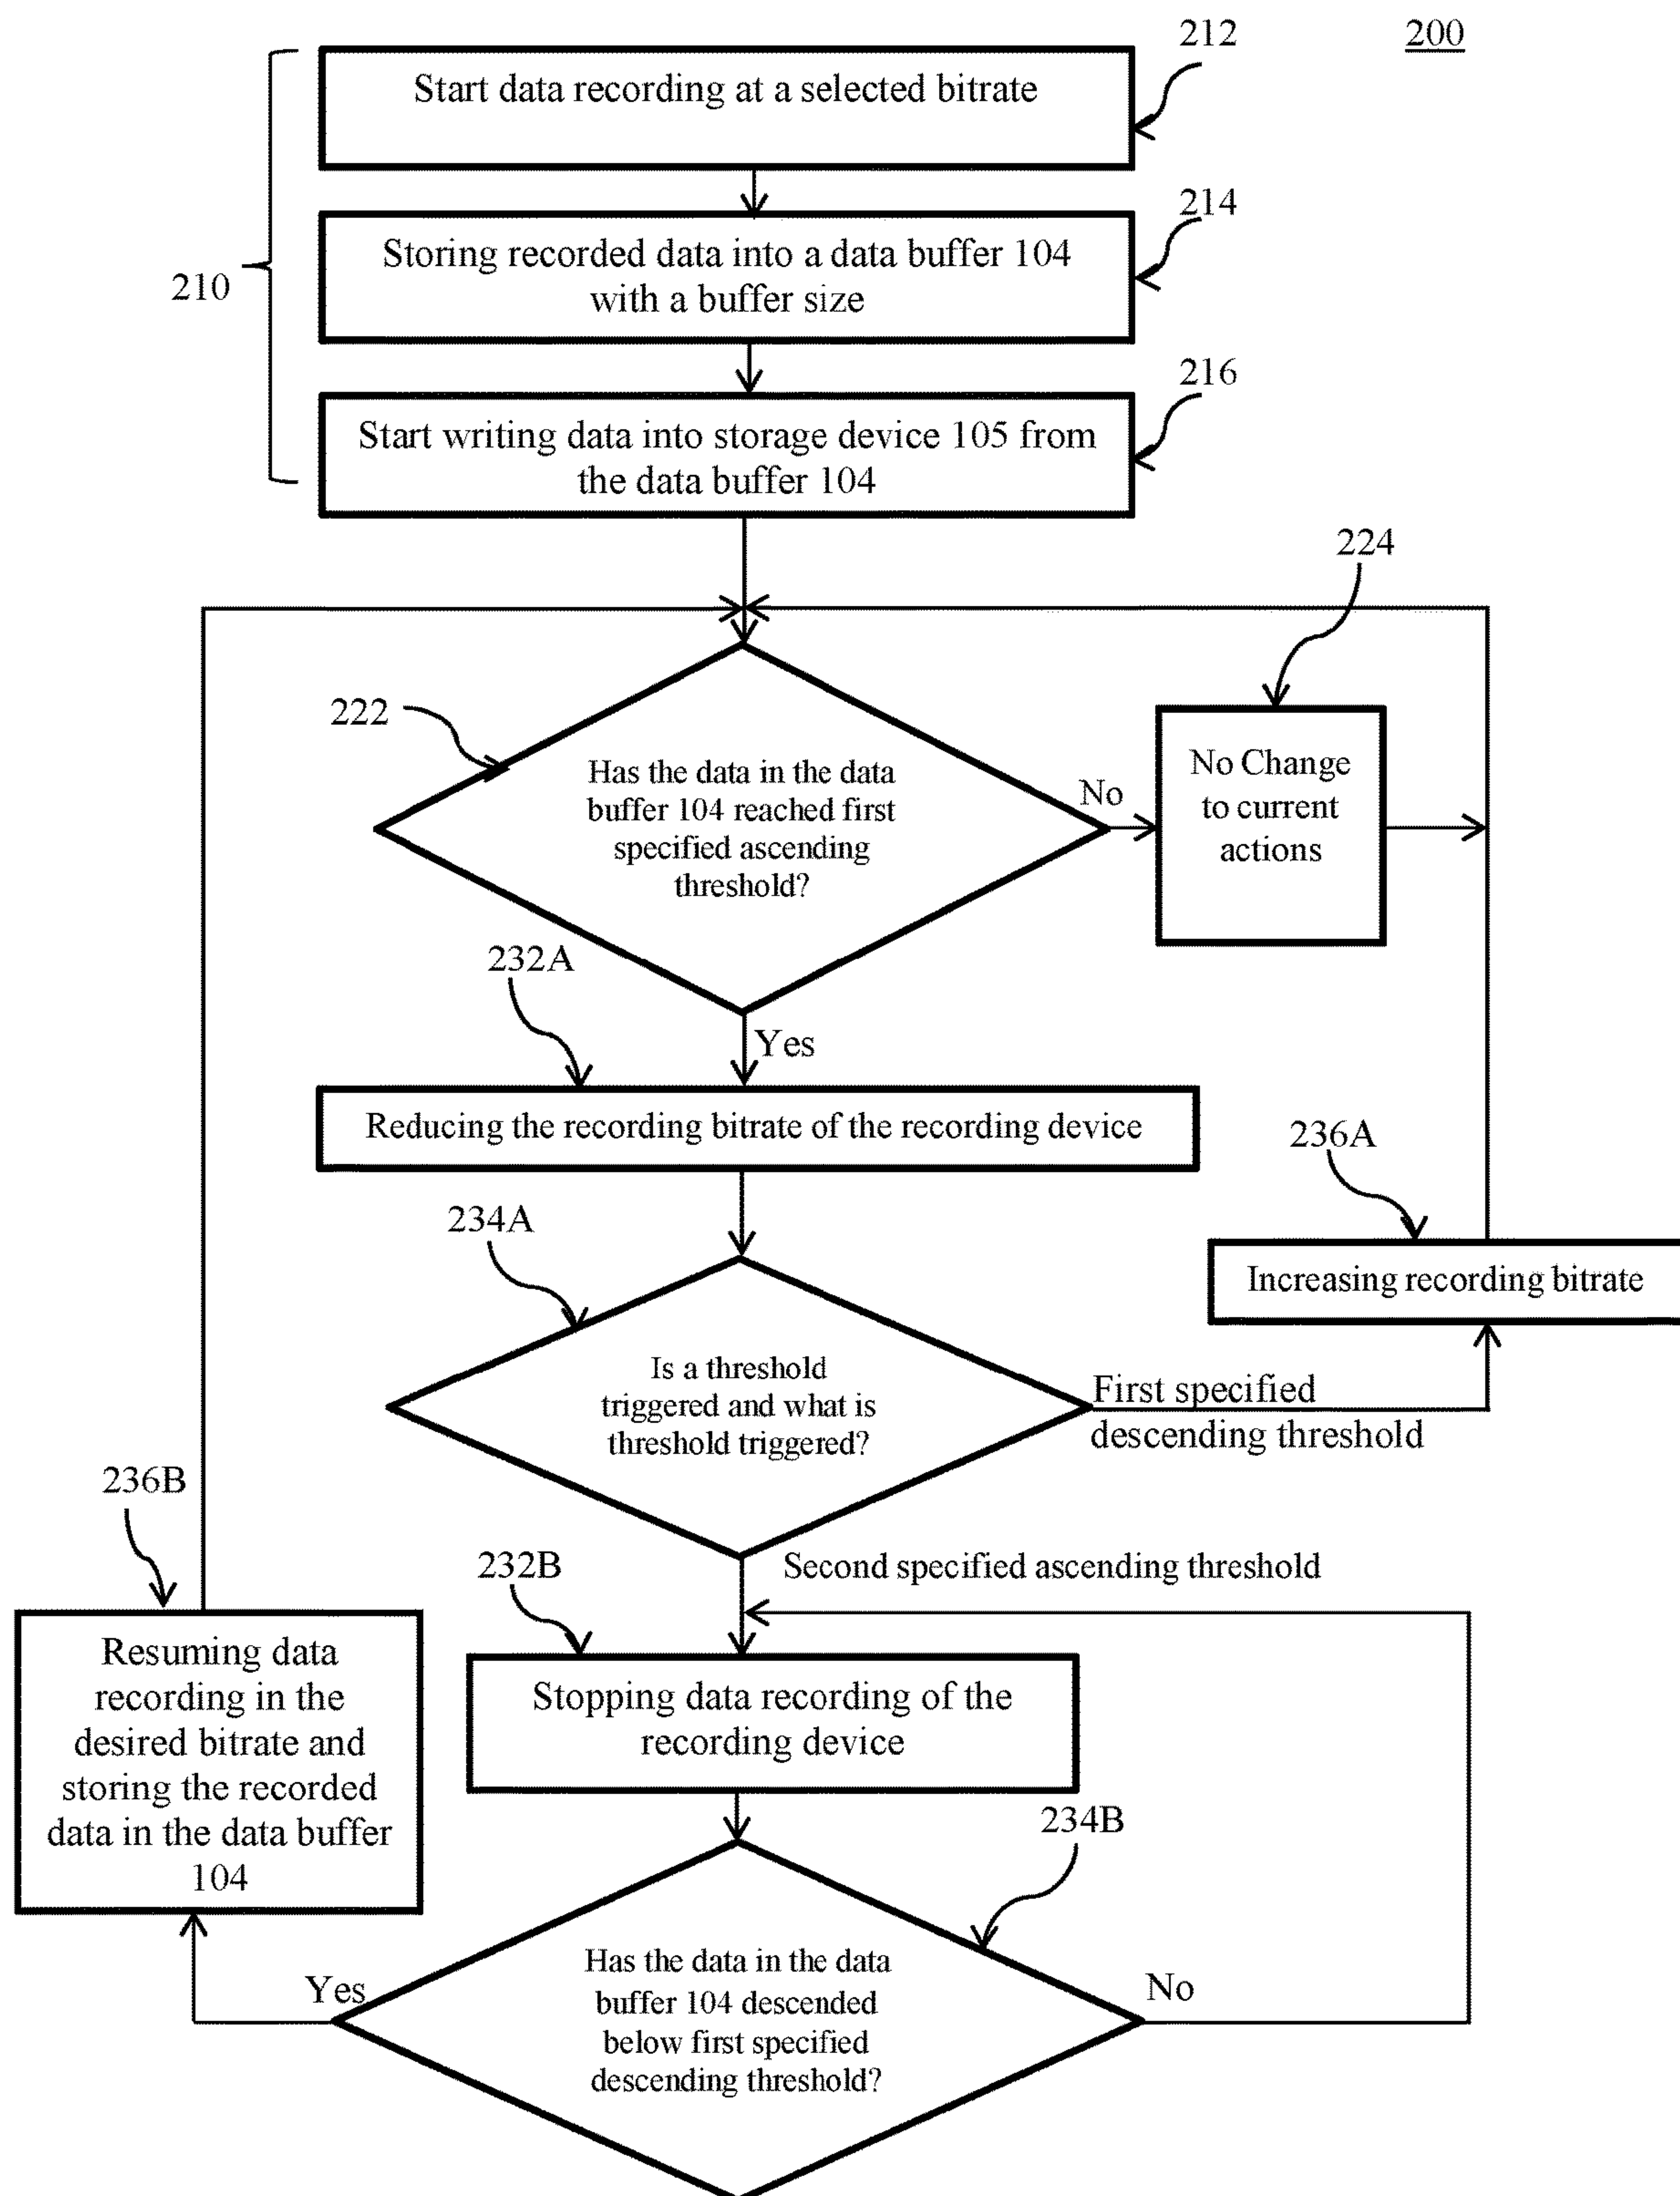 212
200
Start data recording at a selected bitrate
214
Storing recorded data into a data buffer 104
with a buffer size
210
216
Start writing data into storage device 105 from
the data buffer 104
224
222
Has the data in the data
buffer 104 reached first
specified ascending
threshold?
No
No Change
to current
actions
232A
Yes
Reducing the recording bitrate of the recording device
236A
234A
Increasing recording bitrate
Is a threshold
triggered and what is
threshold triggered?
First specified
descending threshold
236B
232B
Second specified ascending threshold
Resuming data
recording in the
desired bitrate and
storing the recorded
data in the data buffer
104
Stopping data recording of the
recording device
234B
Has the data in the data
buffer 104 descended
below first specified
descending threshold?
Yes
No